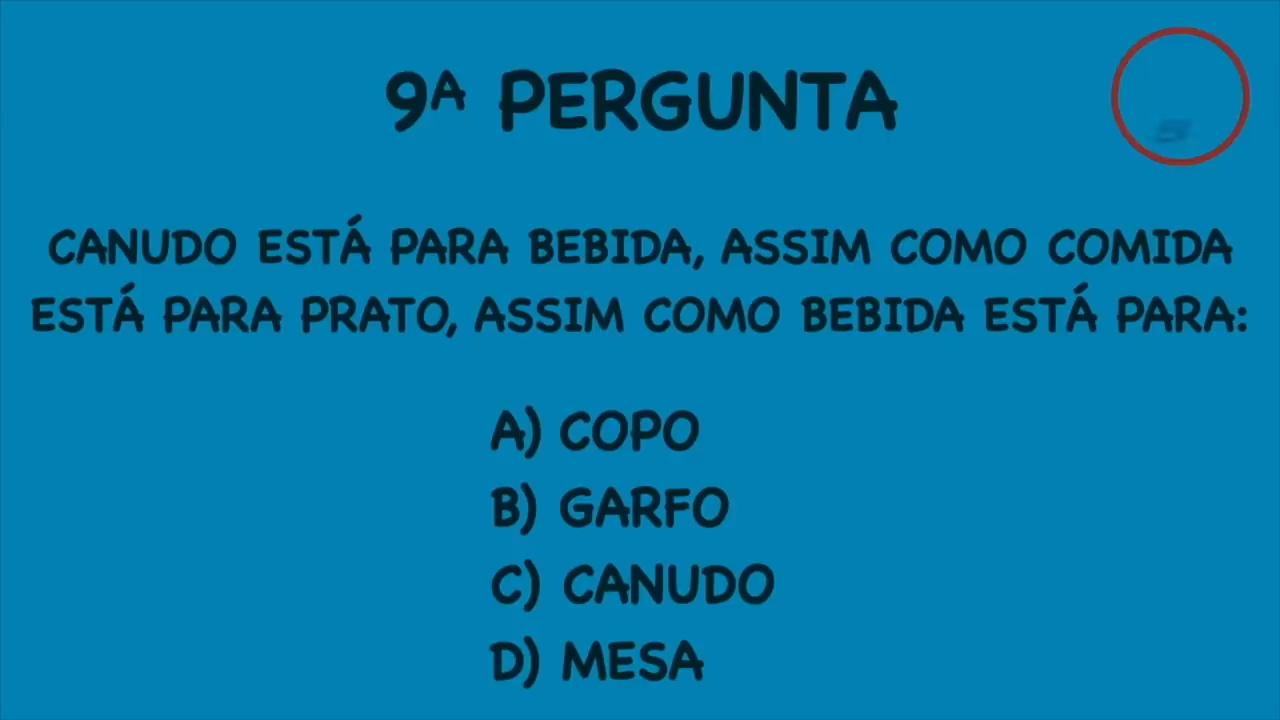 9ª PERGUNTA
CANUDO ESTÁ PARA BEBIDA, ASSIM COMO COMIDA
ESTÁ PARA PRATO, ASSIM COMO BEBIDA ESTÁ PARA:
A) COPO
B) GARFO
C) CANUDO
D) MESA